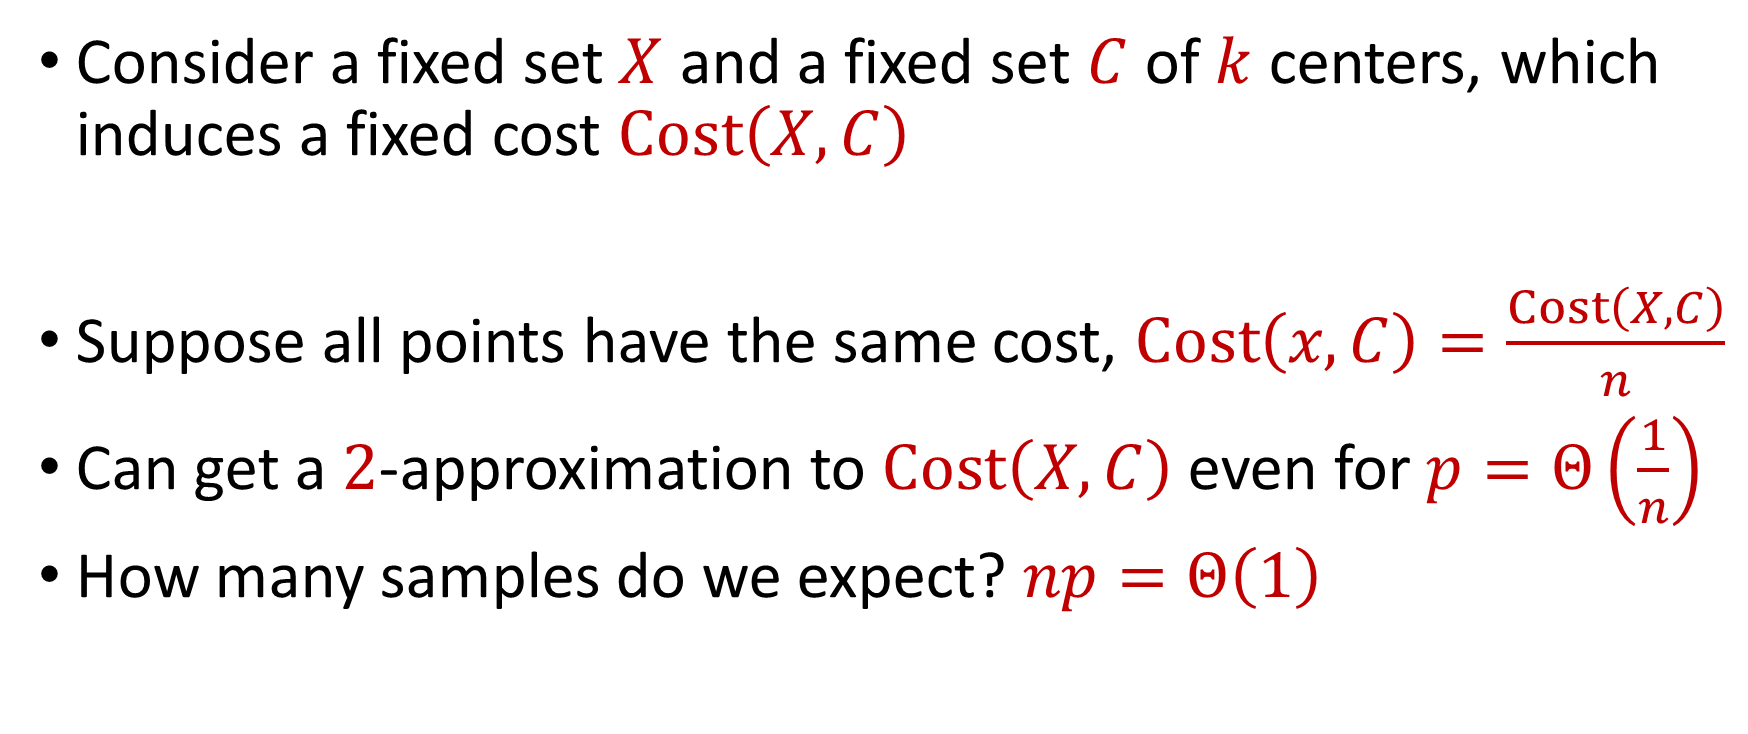 • Consider a fixed set X and a fixed set C of k centers, which
induces a fixed cost Cost(X, C)
• Suppose all points have the same cost, Cost(x, C) = Cost(X,C)/n
• Can get a 2-approximation to Cost(X, C) even for p = Θ(1/n)
• How many samples do we expect? np = Θ(1)